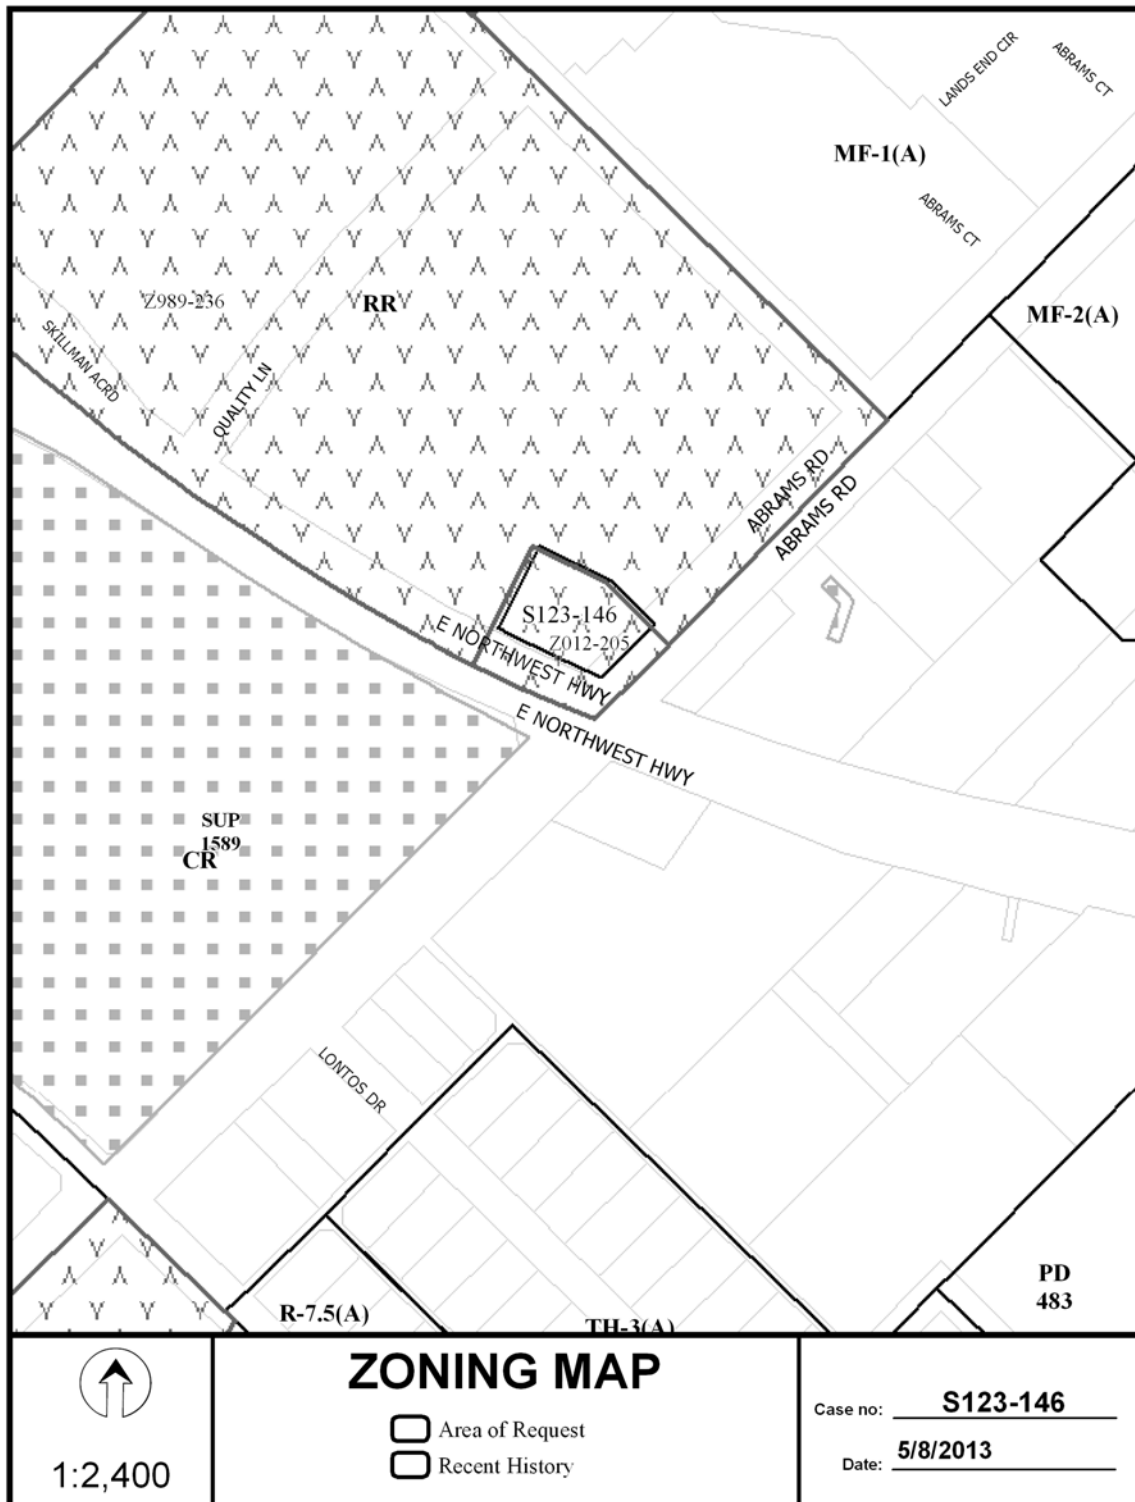 LANDS END CIR
ABRAMS CT
MF-1(A)
ABRAMS CT
Z989-236
RR
MF-2(A)
SKILLMAN ACRD
QUALITY LN
ABRAMS RD
ABRAMS RD
S123-146
Z012-205
E NORTHWEST HWY
E NORTHWEST HWY
SUP
1589
CR
LONTOS DR
PD
483
R-7.5(A)
TH-3(A)
1:2,400
ZONING MAP
Area of Request
Recent History
Case no: S123-146
Date: 5/8/2013